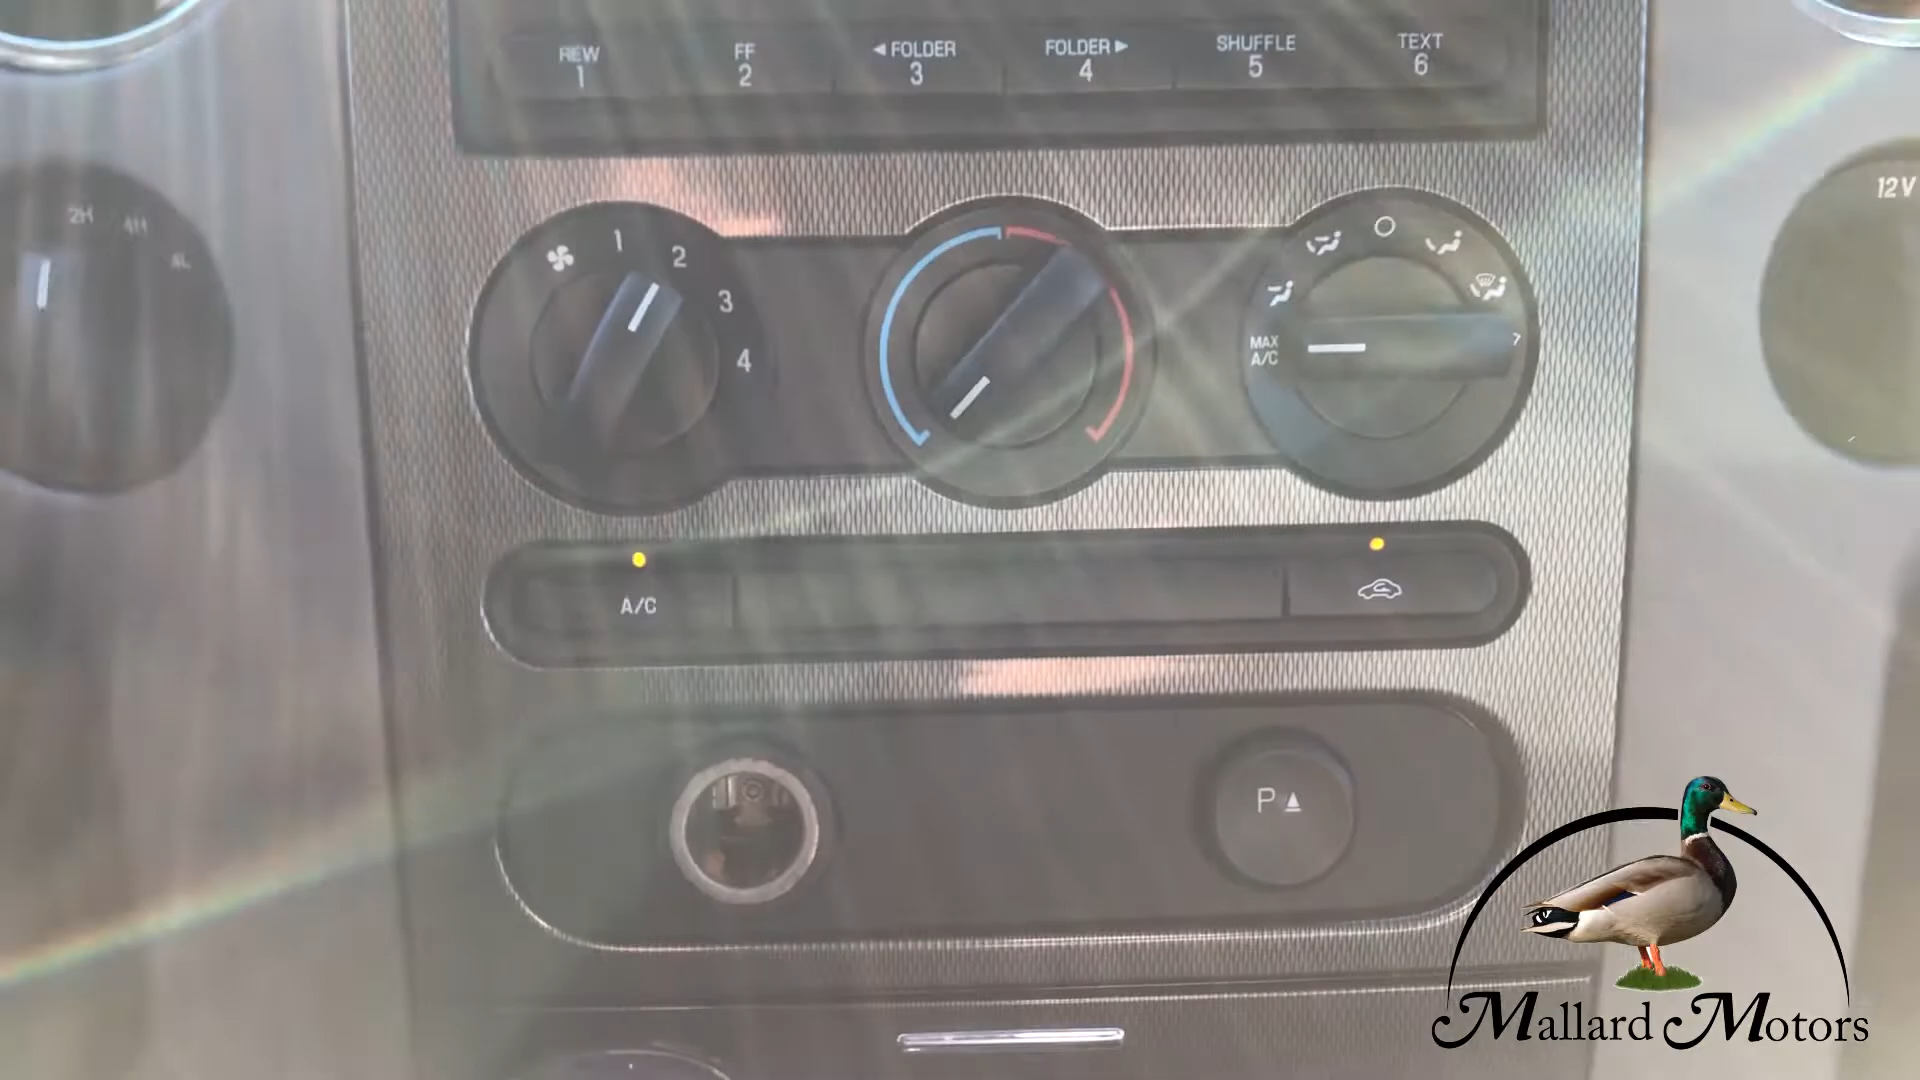 REW FF ◄FOLDER FOLDER► SHUFFLE TEXT
1 2 3 4 5 6
2H 4H 4L
1 2 3 4
MAX
A/C
12V
A/C
P
Mallard Motors